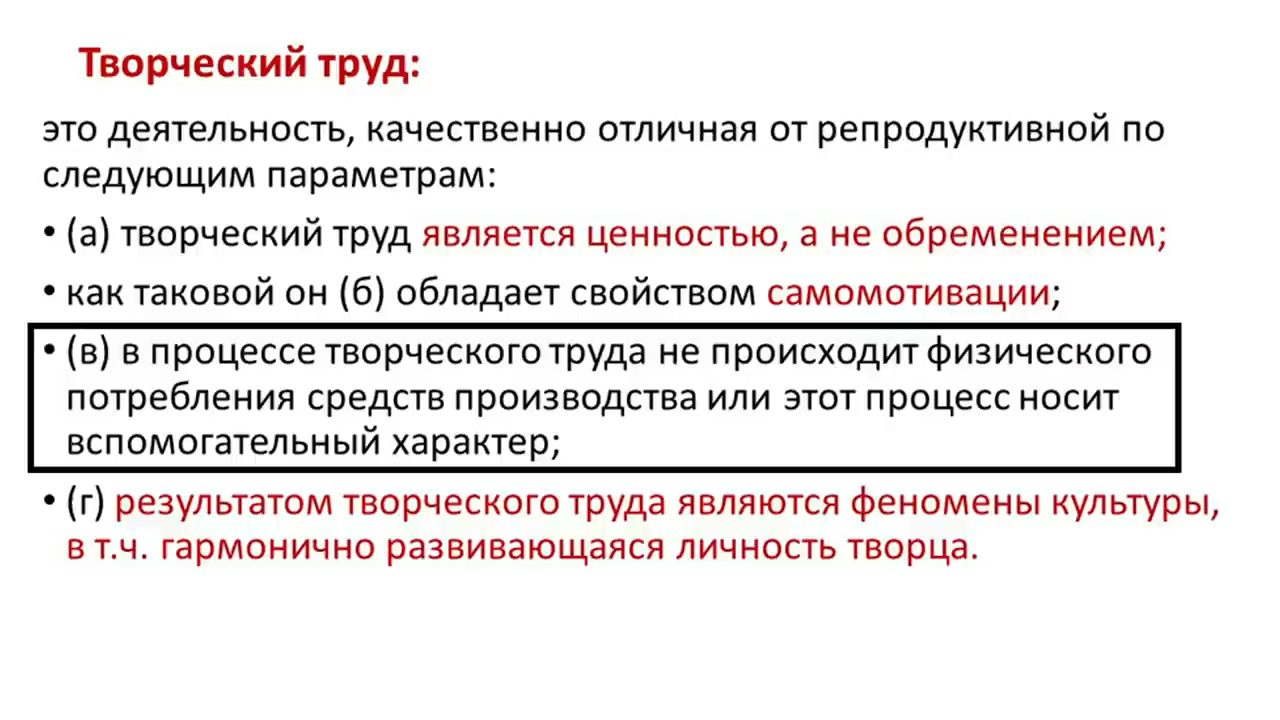 Творческий труд:
это деятельность, качественно отличная от репродуктивной по
следующим параметрам:
• (а) творческий труд является ценностью, а не обременением;
• как таковой он (б) обладает свойством самомотивации;
• (в) в процессе творческого труда не происходит физического
потребления средств производства или этот процесс носит
вспомогательный характер;
• (г) результатом творческого труда являются феномены культуры,
в т.ч. гармонично развивающаяся личность творца.